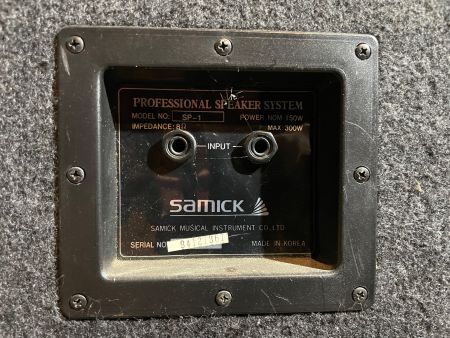 PROFESSIONAL SPEAKER SYSTEM
MODEL NO: SP-1 POWER NOM 150W
IMPEDANCE: 8Ω MAX 300W
INPUT
SAMICK
SAMICK MUSICAL INSTRUMENT CO., LTD
SERIAL NO:
MADE IN KOREA